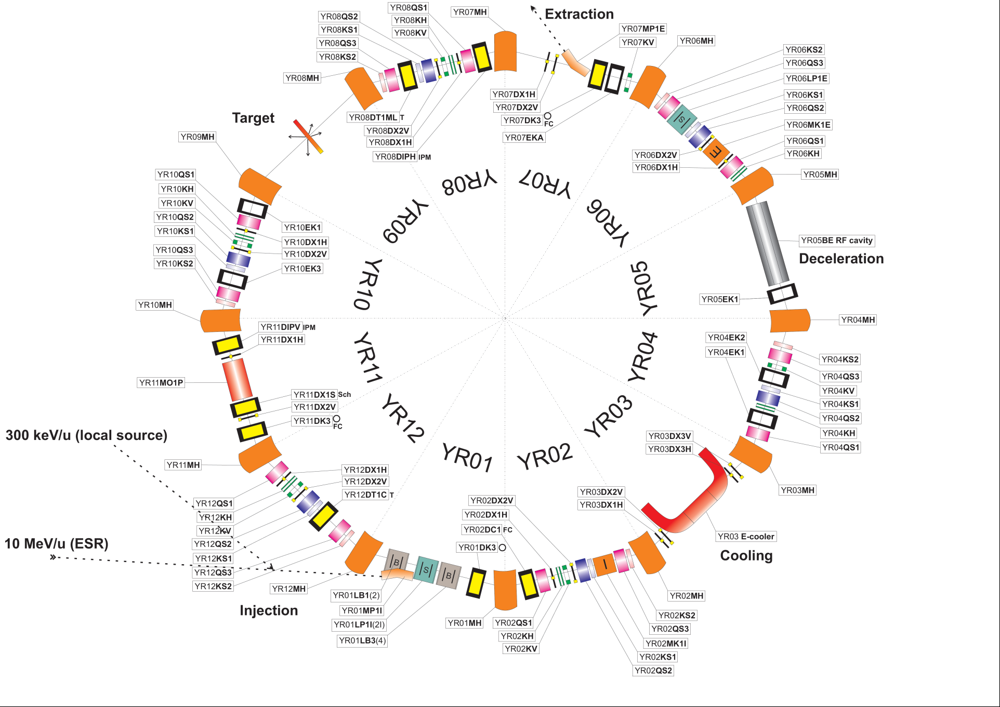 YR08QS1
YR07MH
Extraction
YR08QS2
YR08KH
YR08KS1
YR08KV
YR08QS3
YR08KS2
YR07MP1E
YR07KV
YR06MH
YR06KS2
YR06QS3
YR06LP1E
YR06KS1
YR06QS2
YR06MK1E
YR06QS1
YR06KH
YR08MH
YR07DX1H
YR07DX2V
YR07DK3
FC
YR07EKA
Target
YR08DT1ML T
YR08DX2V
YR08DX1H
YR08DIPH IPM
S
E
YR06DX2V
YR06DX1H
YR05MH
YR09MH
YR10QS1
YR10KH
YR10KV
YR10QS2
YR10KS1
YR10QS3
YR10KS2
YR10EK1
YR10DX1H
YR10DX2V
YR10EK3
YR08
YR07
YR09
YR06
YR10
YR05
YR11
YR04
YR12
YR03
YR01
YR02
YR05BE RF cavity
Deceleration
YR05EK1
YR10MH
YR04MH
YR11DIPV IPM
YR11DX1H
YR11MO1P
YR11DX1S Sch
YR11DX2V
YR11DK3
FC
YR04EK2
YR04EK1
YR04KS2
YR04QS3
YR04KV
YR04KS1
YR04QS2
YR04KH
YR04QS1
300 keV/u (local source)
YR11MH
YR03DX3V
YR03DX3H
YR03MH
YR12DX1H
YR12DX2V
YR12DT1C T
YR12QS1
YR12KH
YR12KV
YR12QS2
YR12KS1
YR12QS3
YR12KS2
10 MeV/u (ESR)
YR03DX2V
YR03DX1H
YR03 E-cooler
Cooling
YR02DX2V
YR02DX1H
YR02DC1 FC
YR01DK3
B
S
B
I
YR12MH
Injection
YR01LB1(2)
YR01MP1I
YR01LP1I(2I)
YR01LB3(4)
YR01MH
YR02QS1
YR02KH
YR02KV
YR02MH
YR02KS2
YR02QS3
YR02MK1I
YR02KS1
YR02QS2